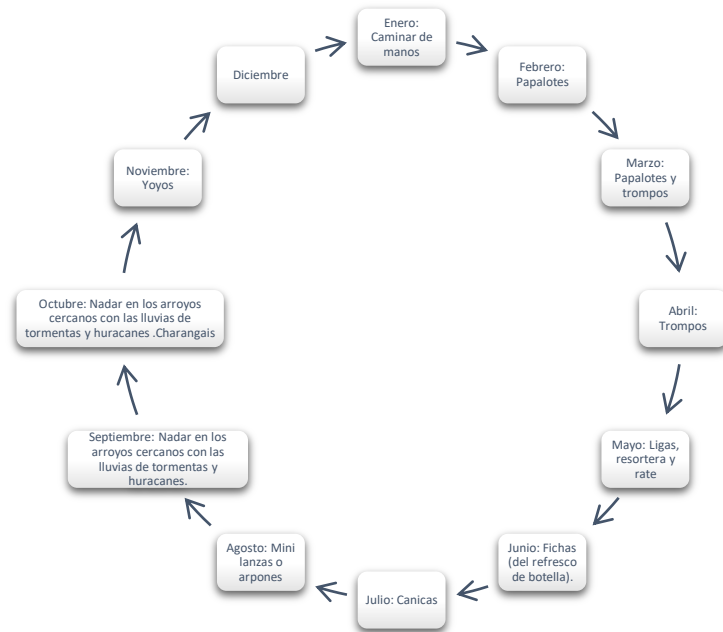 Enero:
Caminar de
manos
Febrero:
Papalotes
Marzo:
Papalotes y
trompos
Abril:
Trompos
Mayo: Ligas,
resortera y
rate
Junio: Fichas
(del refresco
de botella).
Julio: Canicas
Agosto: Mini
lanzas o
arpones
Septiembre: Nadar en los
arroyos cercanos con las
lluvias de tormentas y
huracanes.
Octubre: Nadar en los arroyos
cercanos con las lluvias de
tormentas y huracanes .Charangais
Noviembre:
Yoyos
Diciembre